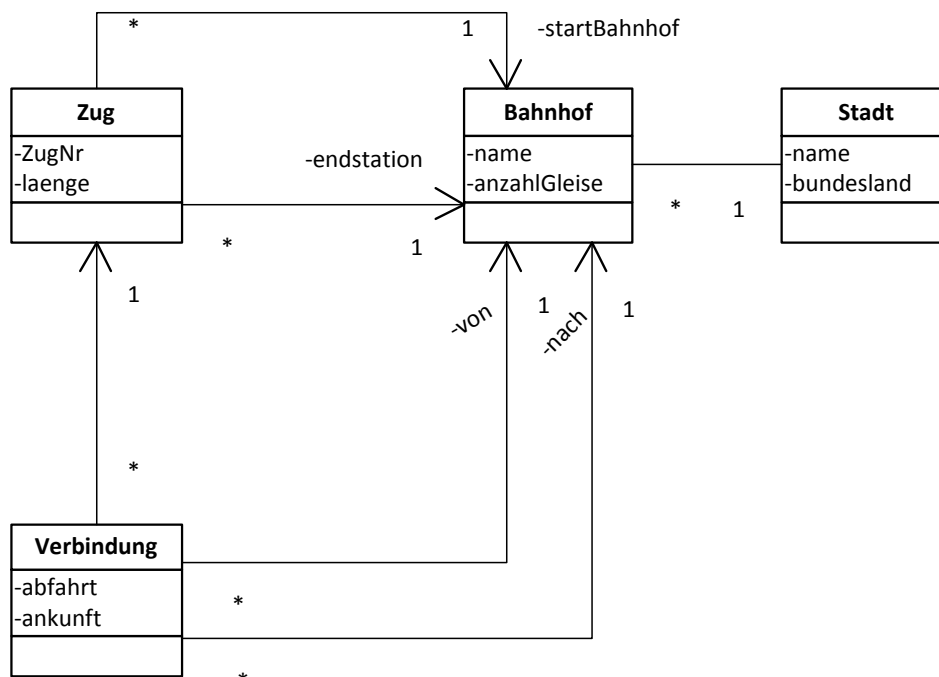 *
1
-startBahnhof
Zug
-ZugNr
-laenge
-endstation
*
1
Bahnhof
-name
-anzahlGleise
*
1
Stadt
-name
-bundesland
1
*
-von
1
-nach
1
Verbindung
-abfahrt
-ankunft
*
*